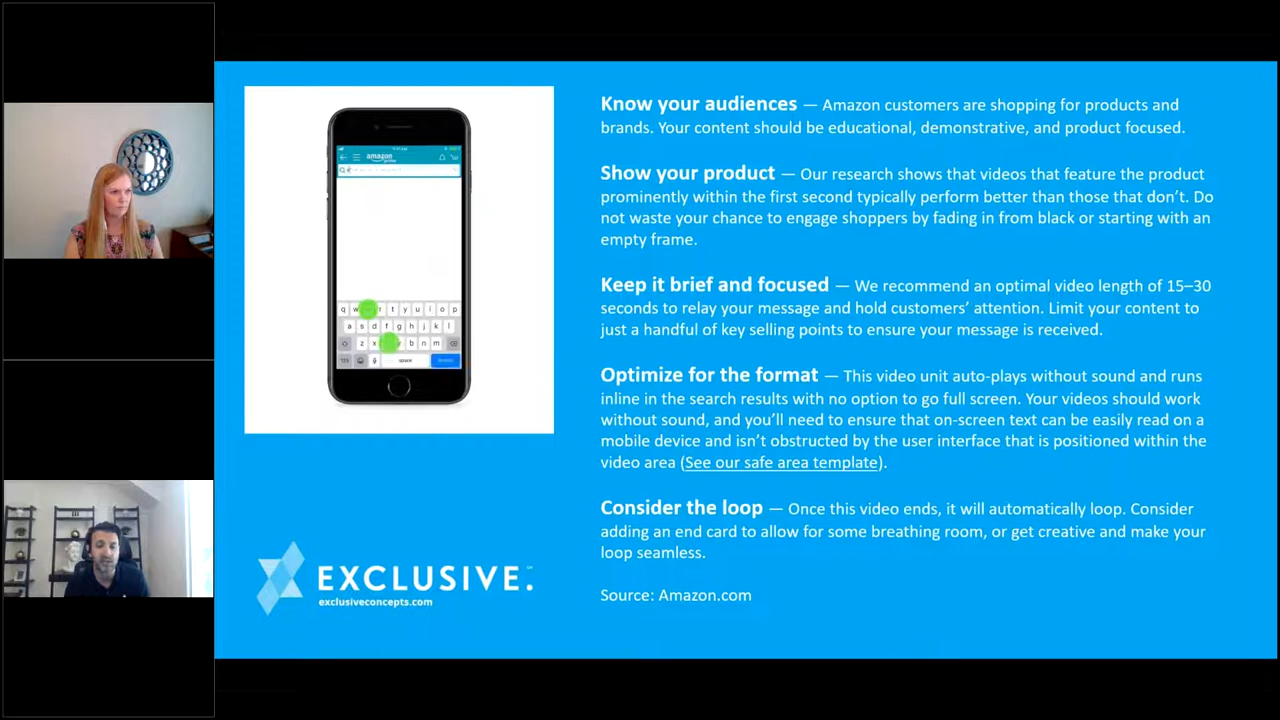 amazon
prime
q w r t y u l o p
a s d f g h j k l
z x b n m
123 space
Know your audiences — Amazon customers are shopping for products and
brands. Your content should be educational, demonstrative, and product focused.
Show your product — Our research shows that videos that feature the product
prominently within the first second typically perform better than those that don’t. Do
not waste your chance to engage shoppers by fading in from black or starting with an
empty frame.
Keep it brief and focused — We recommend an optimal video length of 15–30
seconds to relay your message and hold customers’ attention. Limit your content to
just a handful of key selling points to ensure your message is received.
Optimize for the format — This video unit auto-plays without sound and runs
inline in the search results with no option to go full screen. Your videos should work
without sound, and you’ll need to ensure that on-screen text can be easily read on a
mobile device and isn’t obstructed by the user interface that is positioned within the
video area (See our safe area template).
Consider the loop — Once this video ends, it will automatically loop. Consider
adding an end card to allow for some breathing room, or get creative and make your
loop seamless.
Source: Amazon.com
EXCLUSIVE.
exclusiveconcepts.com